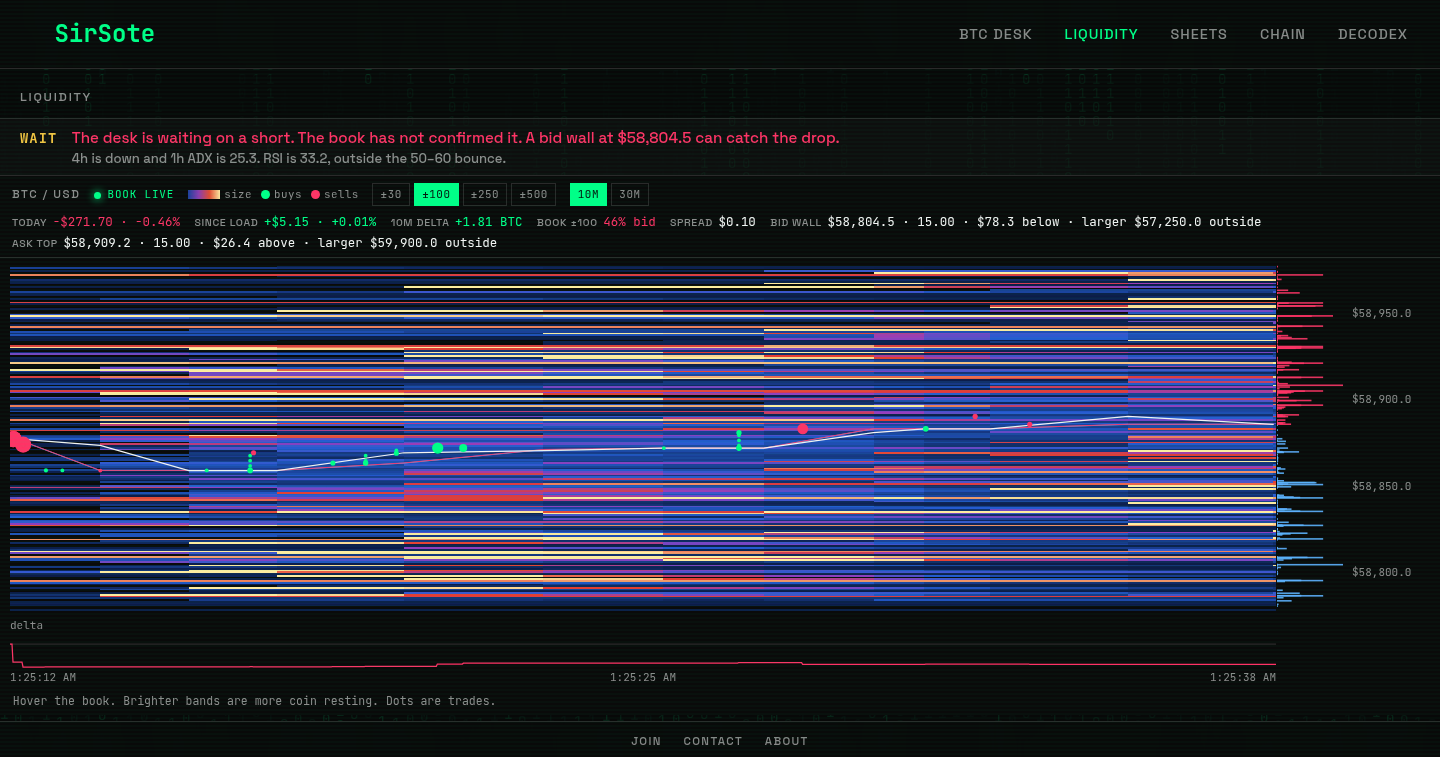 SirSote
BTC DESK LIQUIDITY SHEETS CHAIN DECODEX
LIQUIDITY
WAIT The desk is waiting on a short. The book has not confirmed it. A bid wall at $58,804.5 can catch the drop.
4h is down and 1h ADX is 25.3. RSI is 33.2, outside the 50–60 bounce.
BTC / USD BOOK LIVE size buys sells ±30 ±100 ±250 ±500 10M 30M
TODAY -$271.70 · -0.46% SINCE LOAD +$5.15 · +0.01% 10M DELTA +1.81 BTC BOOK ±100 46% bid SPREAD $0.10 BID WALL $58,804.5 · 15.00 · $78.3 below · larger $57,250.0 outside
ASK TOP $58,909.2 · 15.00 · $26.4 above · larger $59,900.0 outside
$58,950.0
$58,900.0
$58,850.0
$58,800.0
delta
1:25:12 AM 1:25:25 AM 1:25:38 AM
Hover the book. Brighter bands are more coin resting. Dots are trades.
JOIN CONTACT ABOUT